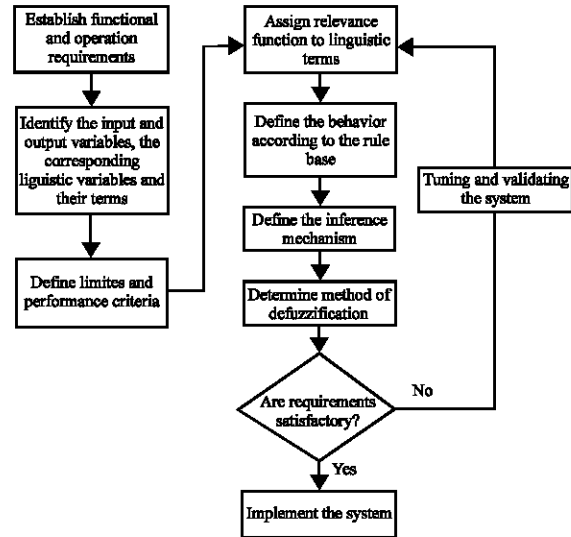 Establish functional
and operation
requirements
Identify the input and
output variables, the
corresponding
liguistic variables and
their terms
Define limites and
performance criteria
Assign relevance
function to linguistic
terms
Define the behavior
according to the rule
base
Define the inference
mechanism
Determine method of
defuzzification
Are requirements
satisfactory?
No
Tuning and validating
the system
Yes
Implement the system